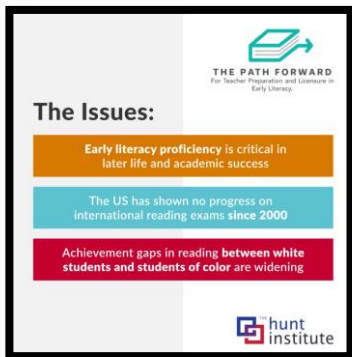 THE PATH FORWARD
For Teacher Preparation and Licensure in
Early Literacy.
The Issues:
Early literacy proficiency is critical in
later life and academic success
The US has shown no progress on
international reading exams since 2000
Achievement gaps in reading between white
students and students of color are widening
THE
hunt
institute